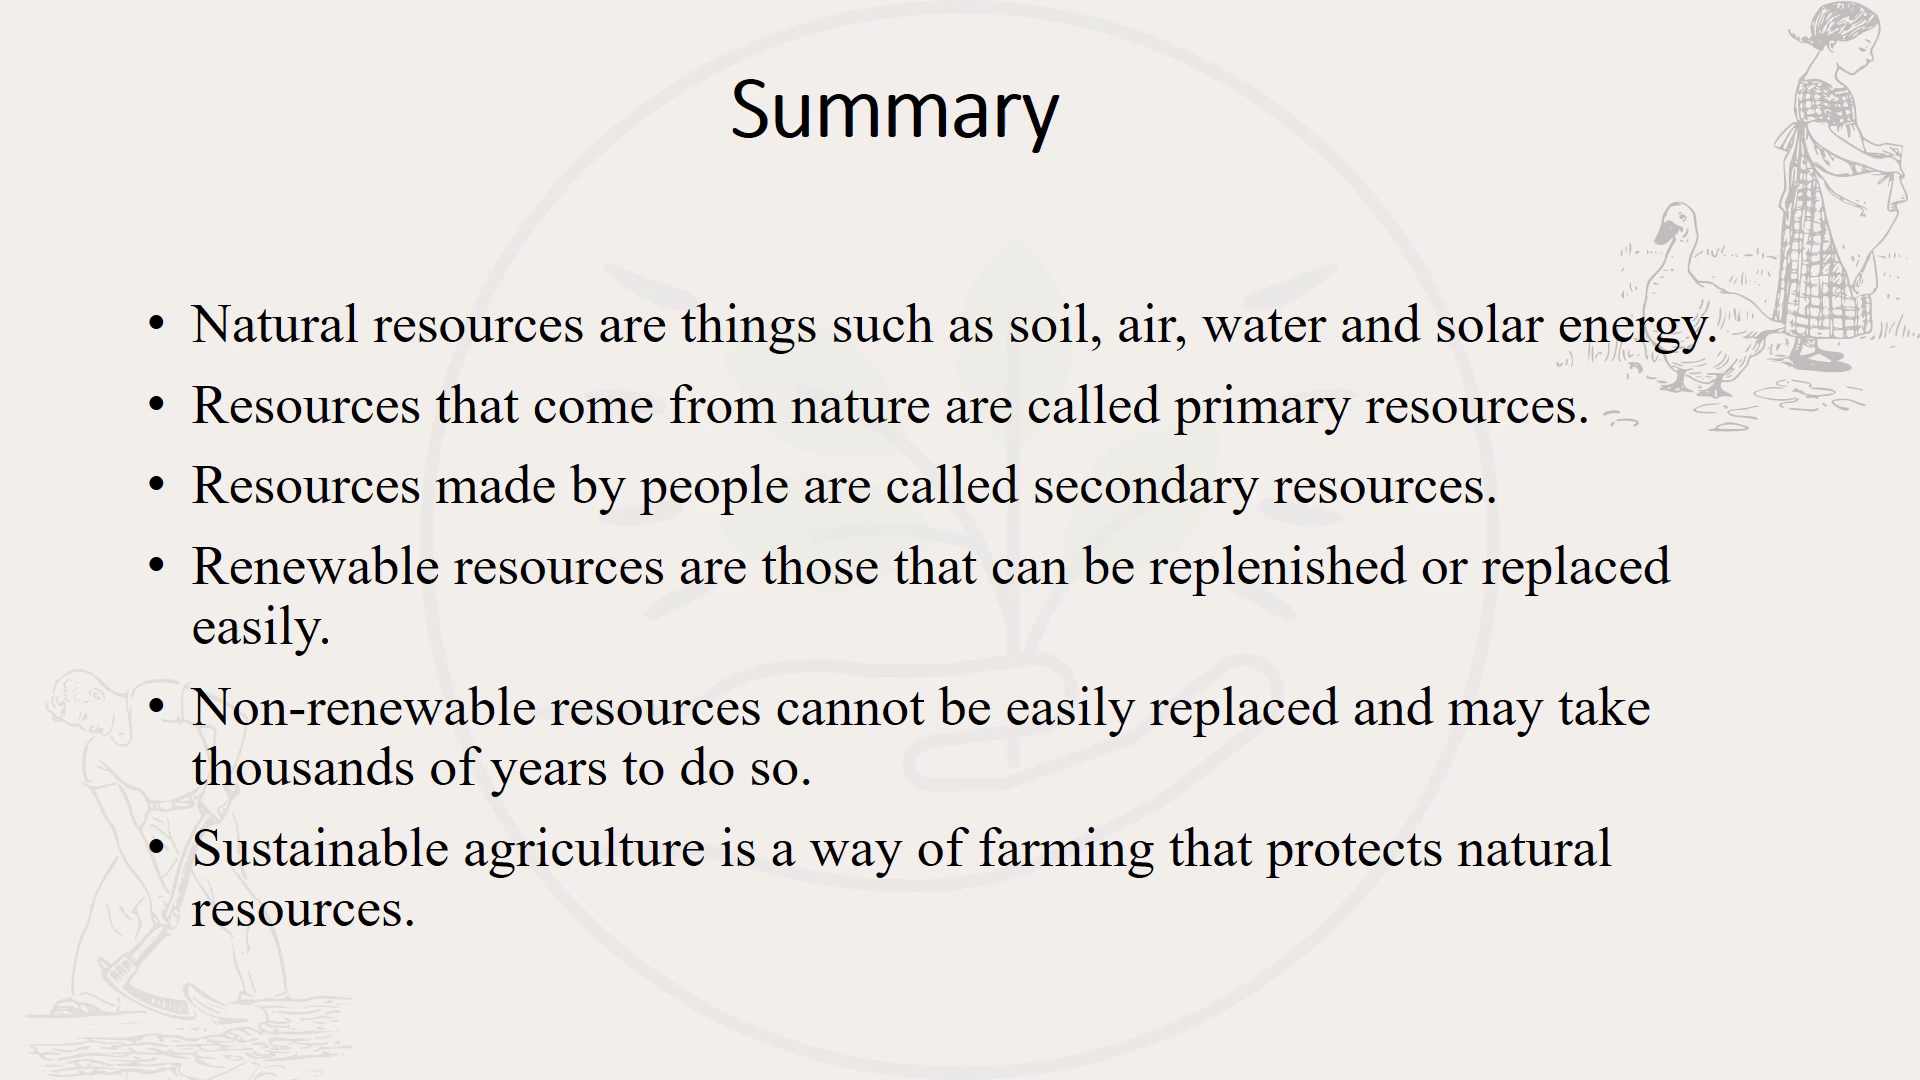 Summary
• Natural resources are things such as soil, air, water and solar energy.
• Resources that come from nature are called primary resources.
• Resources made by people are called secondary resources.
• Renewable resources are those that can be replenished or replaced
easily.
• Non-renewable resources cannot be easily replaced and may take
thousands of years to do so.
• Sustainable agriculture is a way of farming that protects natural
resources.